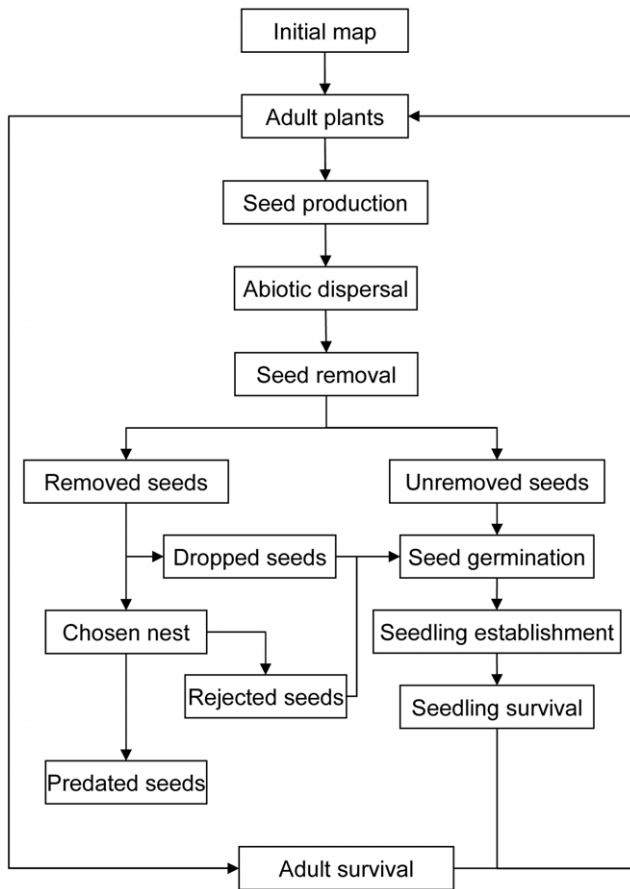 Initial map
Adult plants
Seed production
Abiotic dispersal
Seed removal
Removed seeds
Unremoved seeds
Dropped seeds
Seed germination
Chosen nest
Seedling establishment
Rejected seeds
Seedling survival
Predated seeds
Adult survival